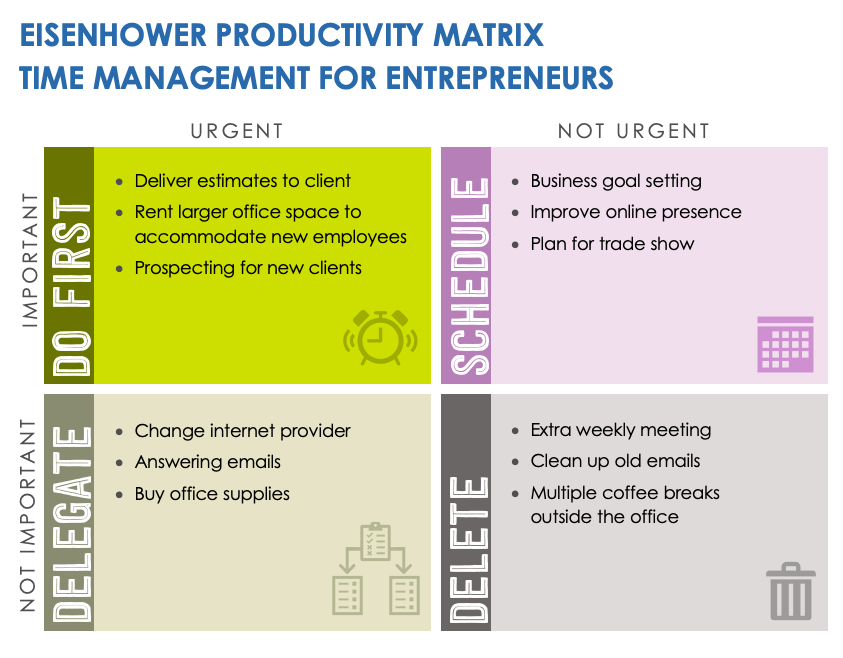 EISENHOWER PRODUCTIVITY MATRIX
TIME MANAGEMENT FOR ENTREPRENEURS
URGENT
NOT URGENT
IMPORTANT
DO FIRST
• Deliver estimates to client
• Rent larger office space to
accommodate new employees
• Prospecting for new clients
SCHEDULE
• Business goal setting
• Improve online presence
• Plan for trade show
NOT IMPORTANT
DELEGATE
• Change internet provider
• Answering emails
• Buy office supplies
DELETE
• Extra weekly meeting
• Clean up old emails
• Multiple coffee breaks
outside the office